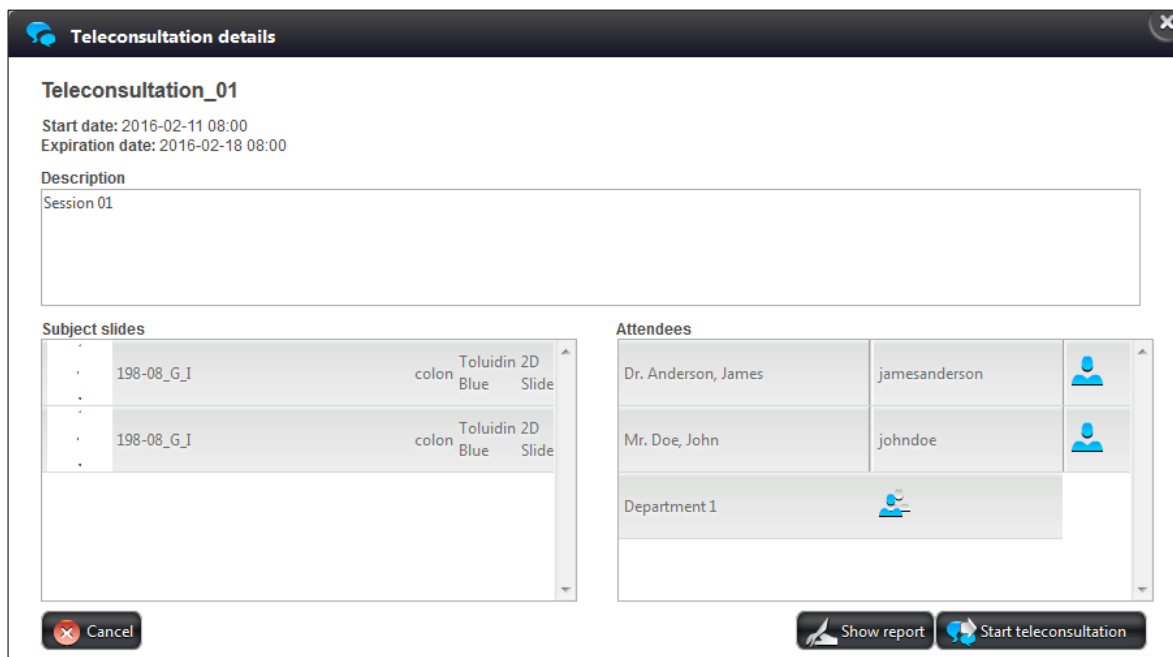 Teleconsultation details
Teleconsultation_01
Start date: 2016-02-11 08:00
Expiration date: 2016-02-18 08:00
Description
Session 01
Subject slides
198-08_G_I colon Toluidin Blue 2D Slide
198-08_G_I colon Toluidin Blue 2D Slide
Attendees
Dr. Anderson, James jamesanderson
Mr. Doe, John johndoe
Department 1
Cancel Show report Start teleconsultation